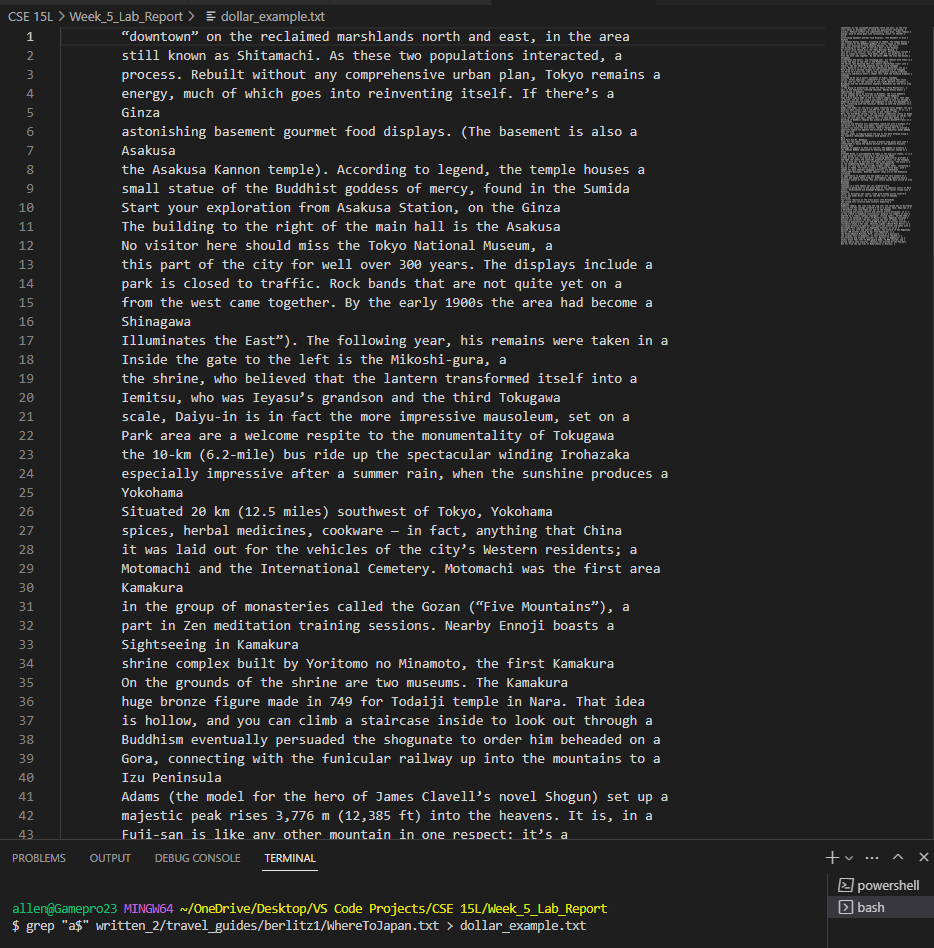 CSE 15L > Week_5_Lab_Report > dollar_example.txt
1 “downtown” on the reclaimed marshlands north and east, in the area
2 still known as Shitamachi. As these two populations interacted, a
3 process. Rebuilt without any comprehensive urban plan, Tokyo remains a
4 energy, much of which goes into reinventing itself. If there’s a
5 Ginza
6 astonishing basement gourmet food displays. (The basement is also a
7 Asakusa
8 the Asakusa Kannon temple). According to legend, the temple houses a
9 small statue of the Buddhist goddess of mercy, found in the Sumida
10 Start your exploration from Asakusa Station, on the Ginza
11 The building to the right of the main hall is the Asakusa
12 No visitor here should miss the Tokyo National Museum, a
13 this part of the city for well over 300 years. The displays include a
14 park is closed to traffic. Rock bands that are not quite yet on a
15 from the west came together. By the early 1900s the area had become a
16 Shinagawa
17 Illuminates the East”). The following year, his remains were taken in a
18 Inside the gate to the left is the Mikoshi-gura, a
19 the shrine, who believed that the lantern transformed itself into a
20 Iemitsu, who was Ieyasu’s grandson and the third Tokugawa
21 scale, Daiyu-in is in fact the more impressive mausoleum, set on a
22 Park area are a welcome respite to the monumentality of Tokugawa
23 the 10-km (6.2-mile) bus ride up the spectacular winding Irohazaka
24 especially impressive after a summer rain, when the sunshine produces a
25 Yokohama
26 Situated 20 km (12.5 miles) southwest of Tokyo, Yokohama
27 spices, herbal medicines, cookware — in fact, anything that China
28 it was laid out for the vehicles of the city’s Western residents; a
29 Motomachi and the International Cemetery. Motomachi was the first area
30 Kamakura
31 in the group of monasteries called the Gozan (“Five Mountains”), a
32 part in Zen meditation training sessions. Nearby Ennoji boasts a
33 Sightseeing in Kamakura
34 shrine complex built by Yoritomo no Minamoto, the first Kamakura
35 On the grounds of the shrine are two museums. The Kamakura
36 huge bronze figure made in 749 for Todaiji temple in Nara. That idea
37 is hollow, and you can climb a staircase inside to look out through a
38 Buddhism eventually persuaded the shogunate to order him beheaded on a
39 Gora, connecting with the funicular railway up into the mountains to a
40 Izu Peninsula
41 Adams (the model for the hero of James Clavell’s novel Shogun) set up a
42 majestic peak rises 3,776 m (12,385 ft) into the heavens. It is, in a
43 Fuji-san is like any other mountain in one respect: it’s a
PROBLEMS OUTPUT DEBUG CONSOLE TERMINAL
powershell
bash
allen@Gamepro23 MINGW64 ~/OneDrive/Desktop/VS Code Projects/CSE 15L/Week_5_Lab_Report
$ grep "a$" written_2/travel_guides/berlitz1/WhereToJapan.txt > dollar_example.txt